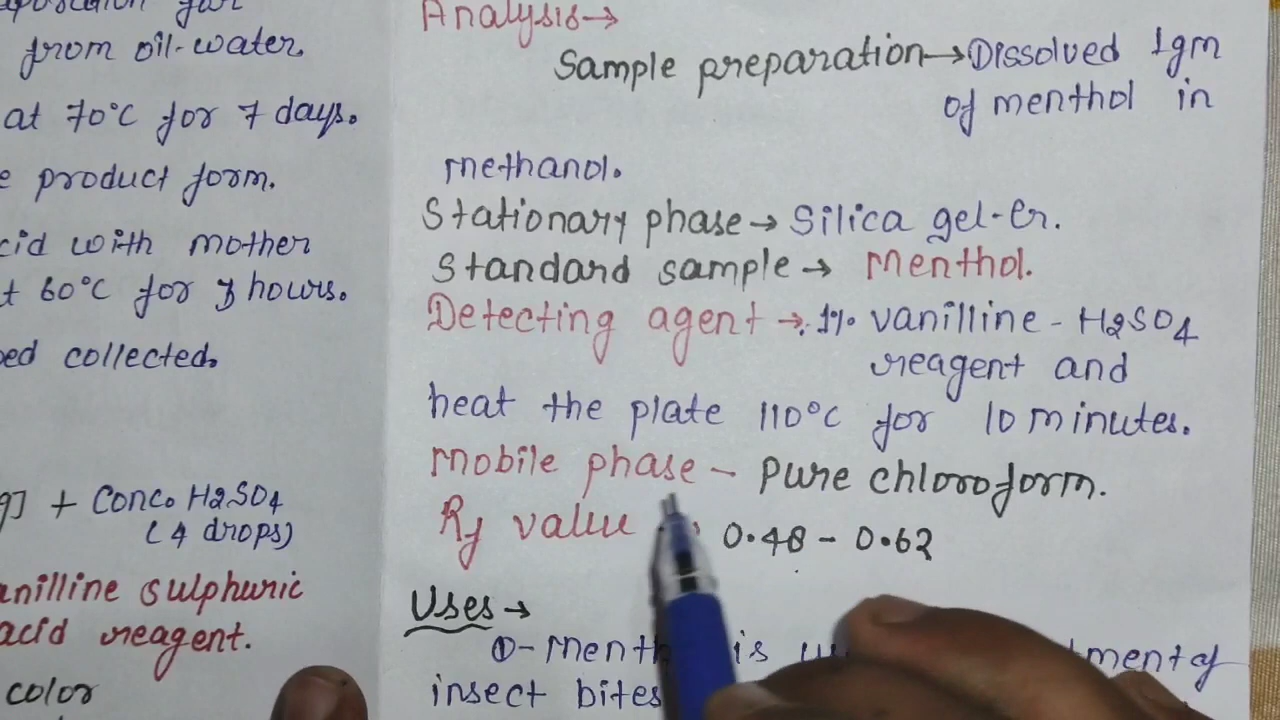 from oil-water.
at 70°C for 7 days.
product form.
cid with mother
60°C for hours.
collected.
+ Conc. H2SO4
(4 drops)
anilline sulphuric
acid reagent.
color
Analysis→
Sample preparation→Dissolved 1gm
of menthol in
methanol.
Stationary phase→ Silica gel-G.
Standard sample→ Menthol.
Detecting agent→ 1% vanilline-H2SO4
reagent and
heat the plate 110°C for 10 minutes.
Mobile phase - pure chloroform.
Rf value 0.48-0.62
Uses→
①- Menth is
insect bites